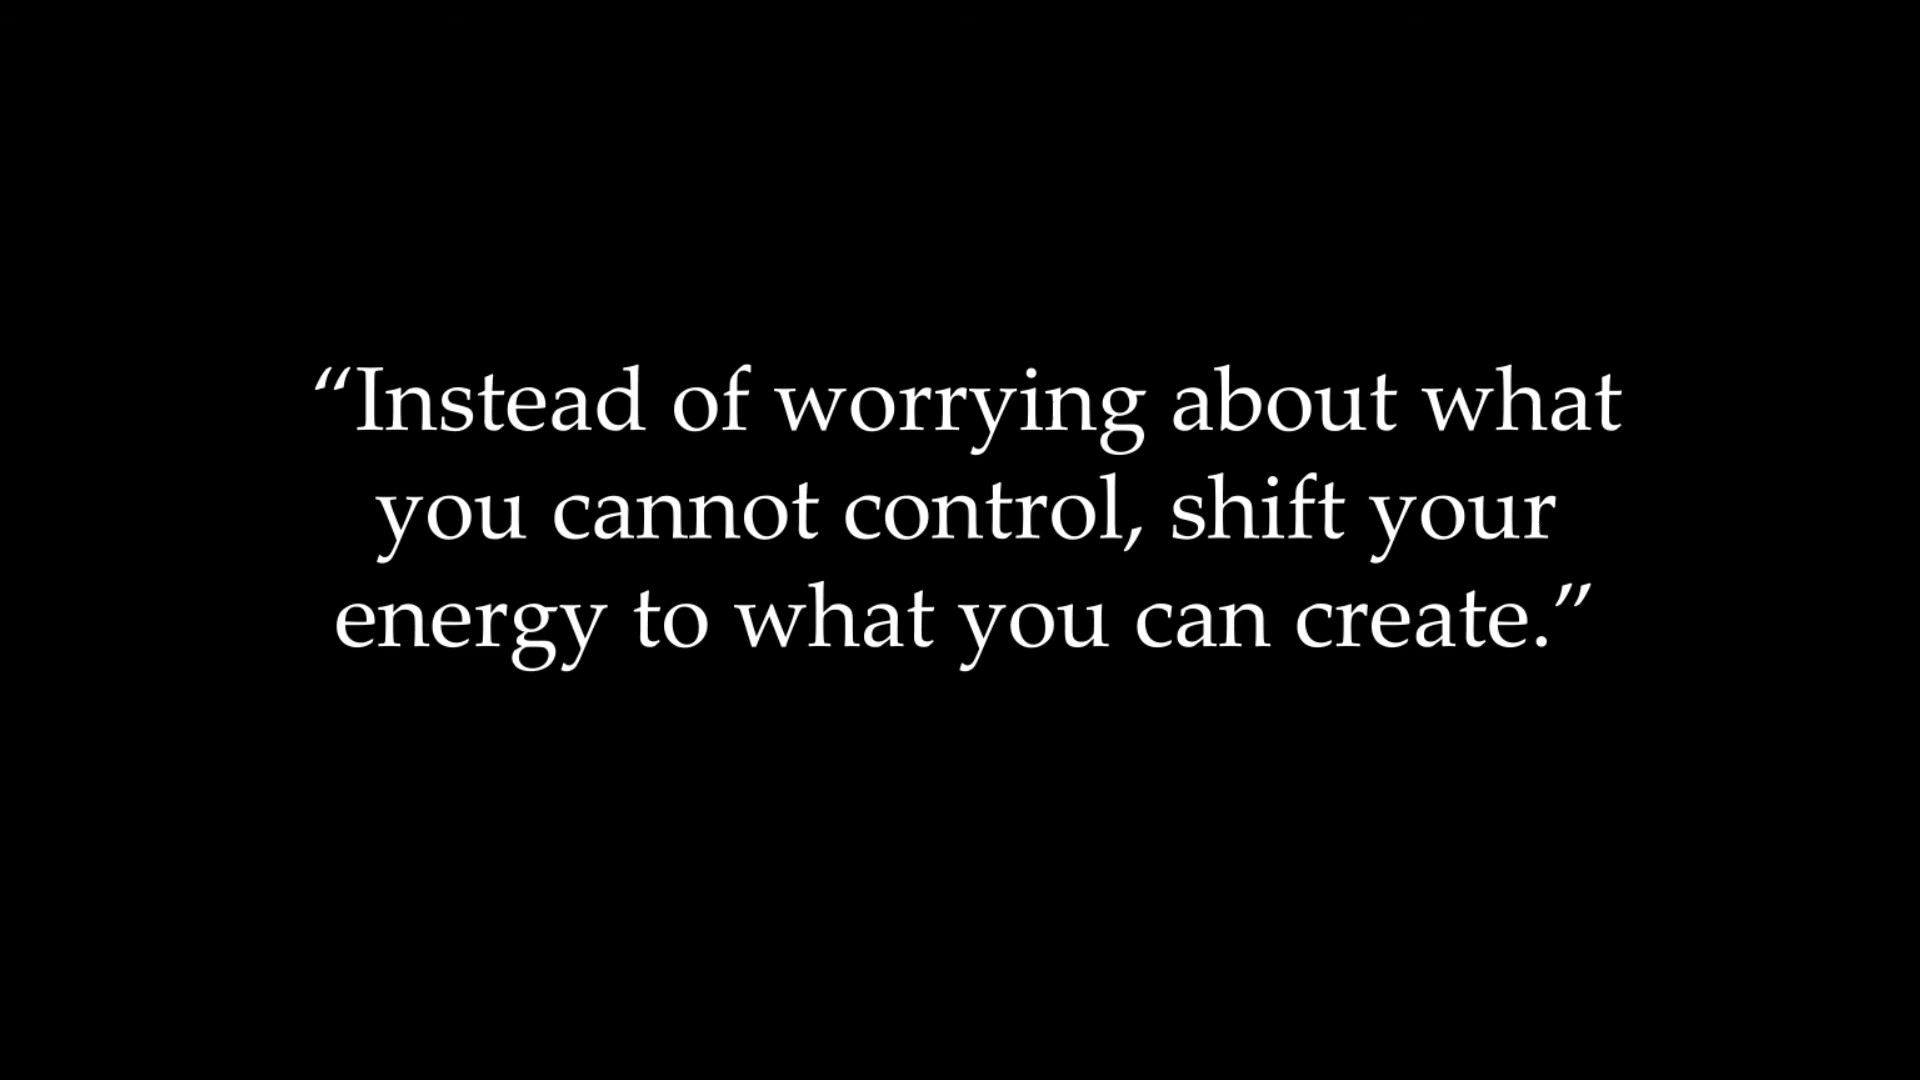 “Instead of worrying about what
you cannot control, shift your
energy to what you can create.”